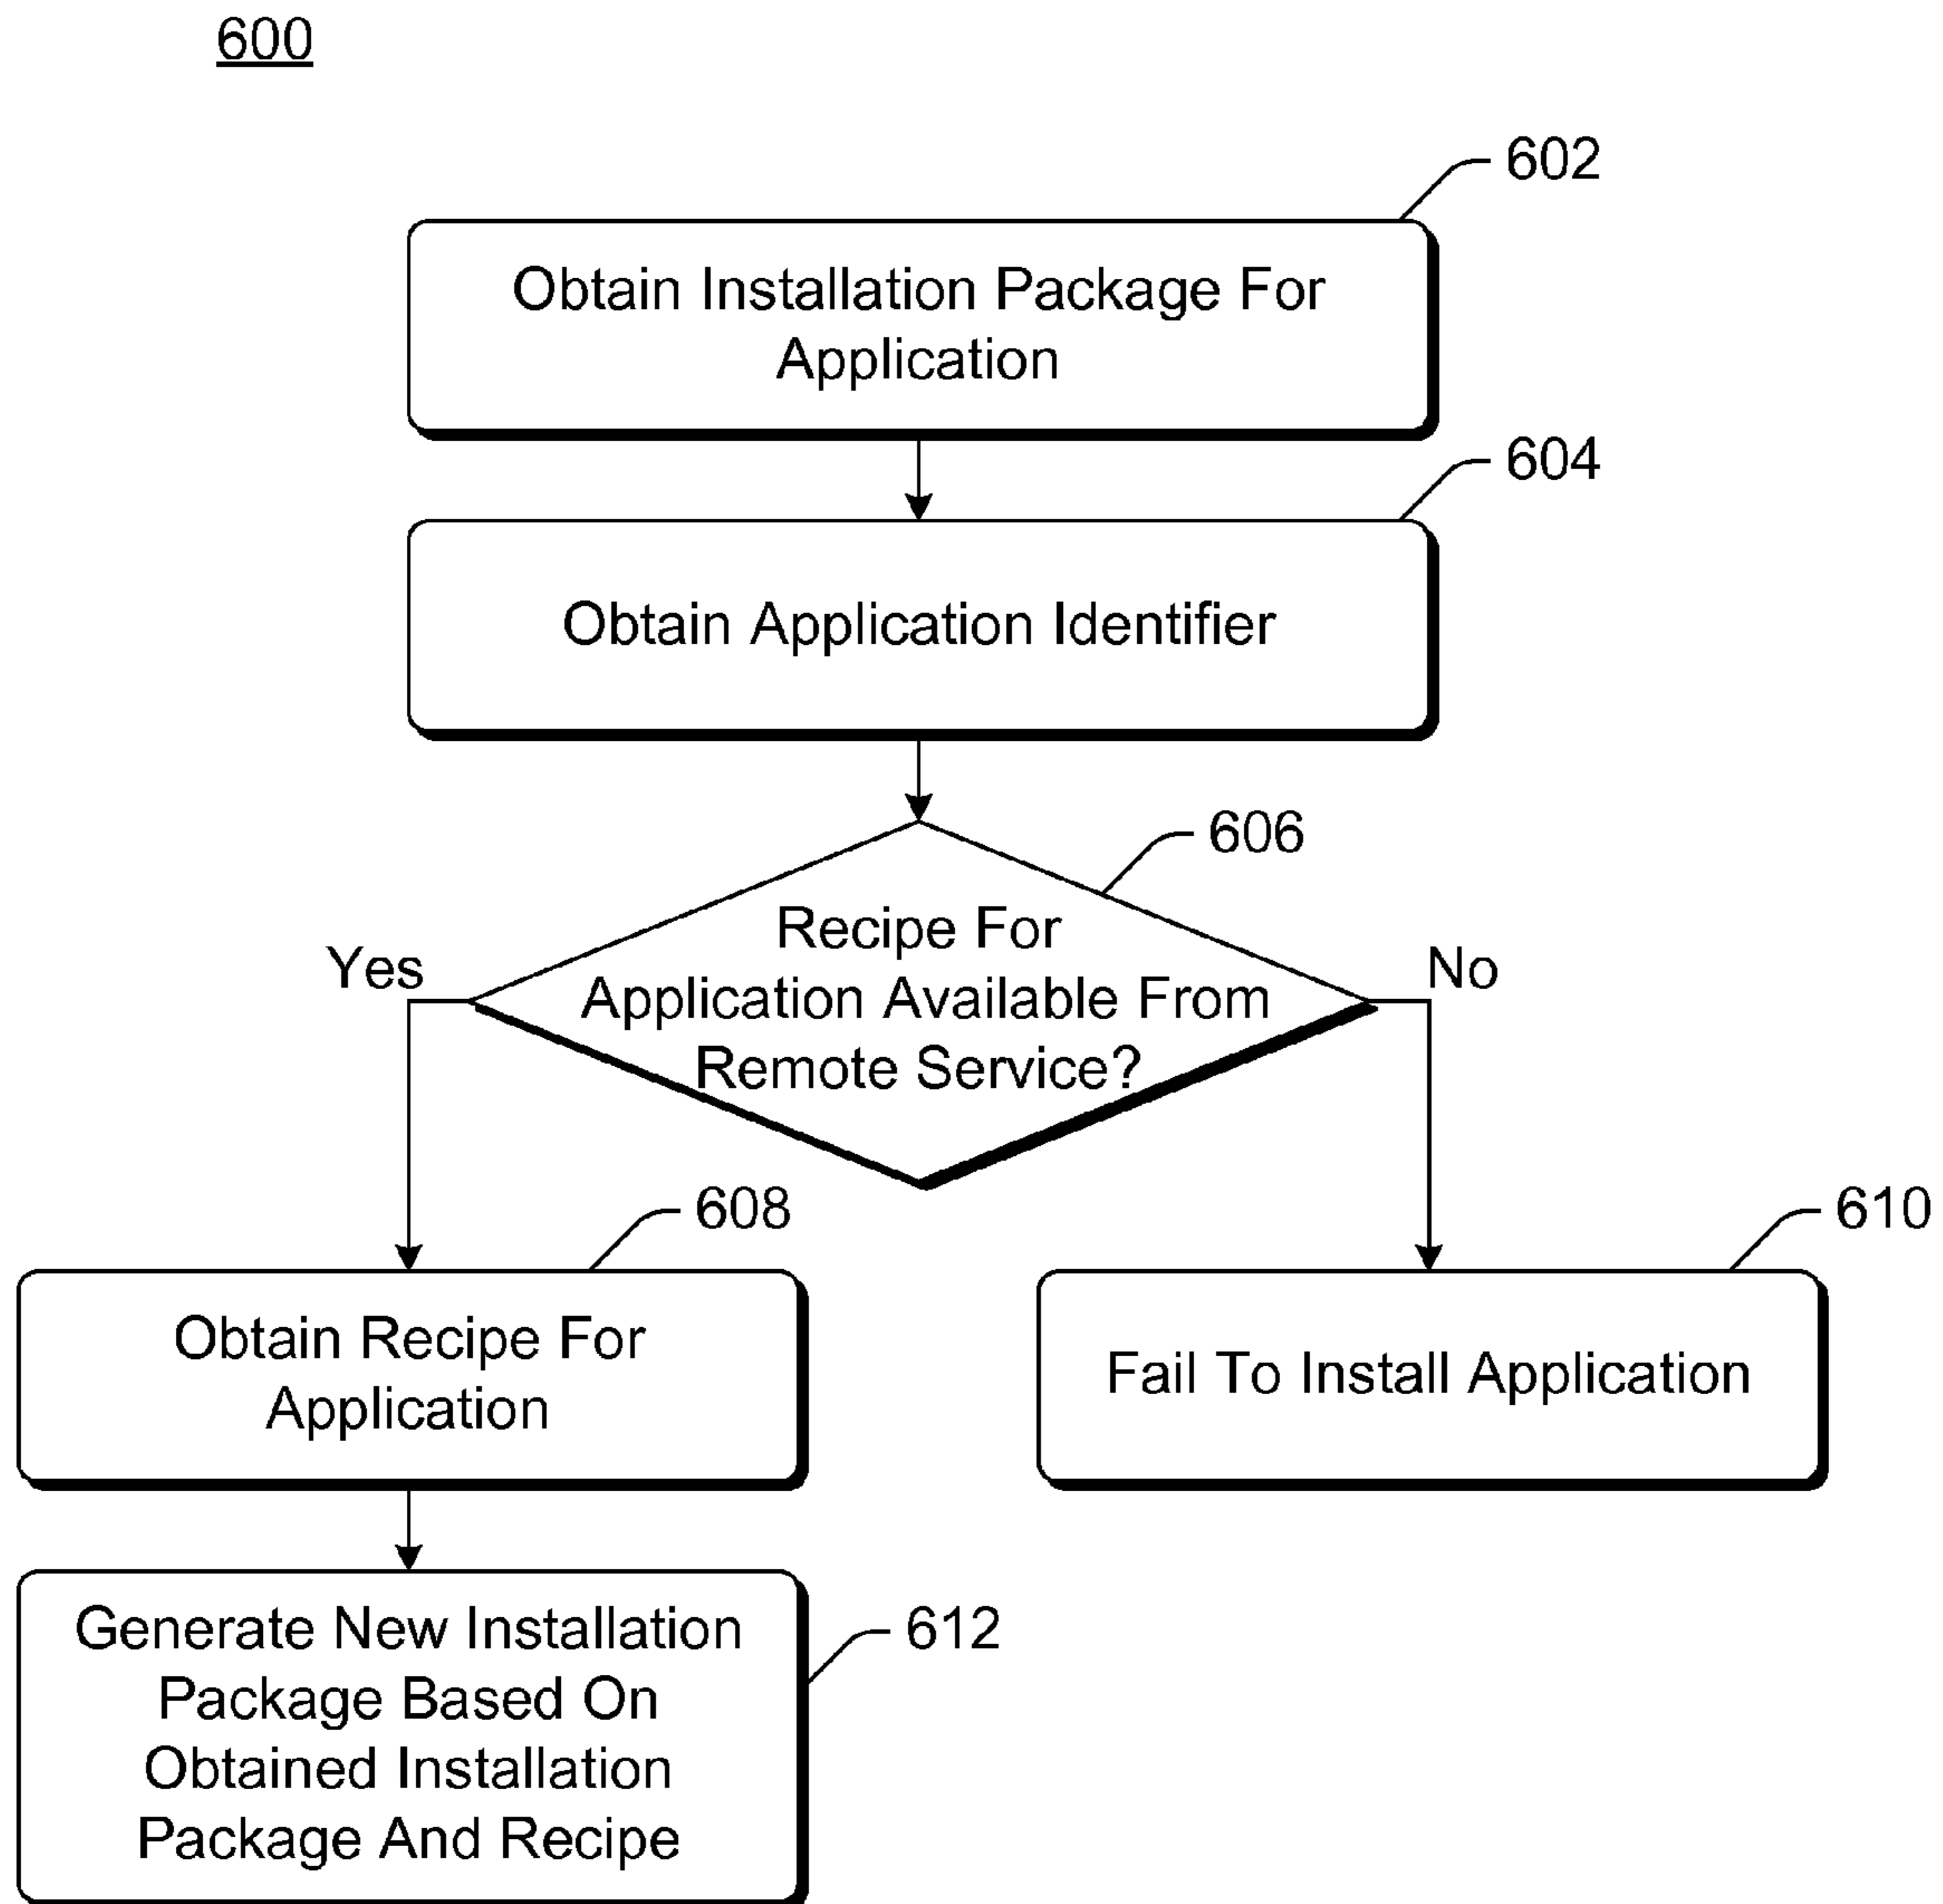 600
602
Obtain Installation Package For
Application
604
Obtain Application Identifier
606
Recipe For
Application Available From
Remote Service?
Yes
No
608
Obtain Recipe For
Application
610
Fail To Install Application
612
Generate New Installation
Package Based On
Obtained Installation
Package And Recipe